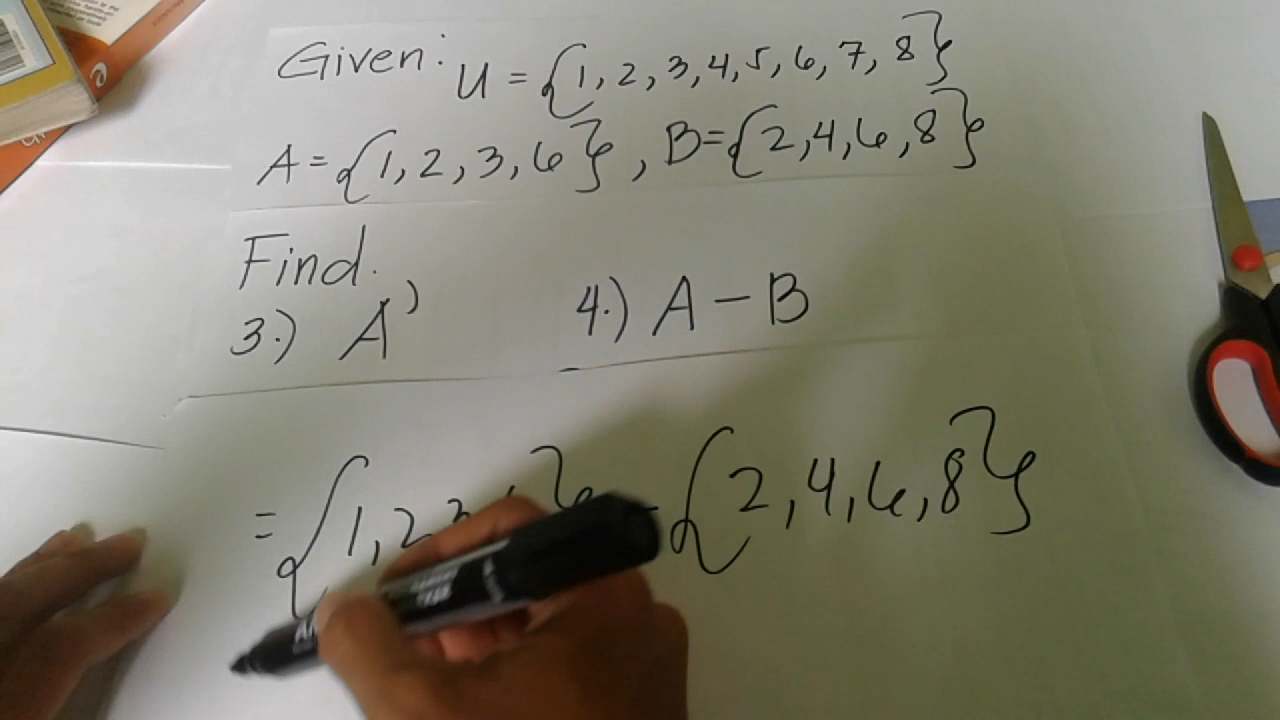 Given: U = {1, 2, 3, 4, 5, 6, 7, 8}
A = {1, 2, 3, 6}, B = {2, 4, 6, 8}
Find.
3.) A' 4.) A - B
= {1, 2 3 } - {2, 4, 6, 8}